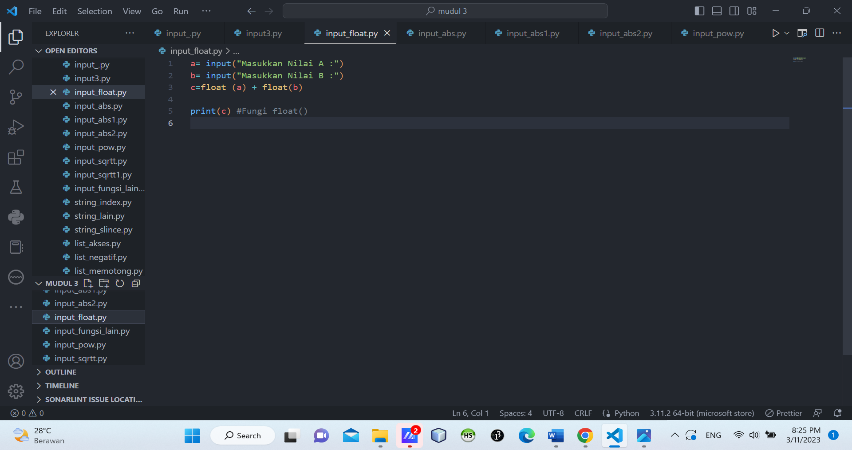 File Edit Selection View Go Run ··· mudul 3
EXPLORER ···
input_.py input3.py input_float.py input_abs.py input_abs1.py input_abs2.py input_pow.py ···
OPEN EDITORS
input_.py
input3.py
input_float.py
input_abs.py
input_abs1.py
input_abs2.py
input_pow.py
input_sqrtt.py
input_sqrtt1.py
input_fungsi_lain...
string_index.py
string_lain.py
string_slince.py
list_akses.py
list_negatif.py
list_memotong.py
MUDUL 3
input_abs1.py
input_abs2.py
input_float.py
input_fungsi_lain.py
input_pow.py
input_sqrtt.py
OUTLINE
TIMELINE
SONARLINT ISSUE LOCATI...
input_float.py > ...
1 a= input("Masukkan Nilai A :")
2 b= input("Masukkan Nilai B :")
3 c=float (a) + float(b)
4
5 print(c) #Fungi float()
6
0 0 Ln 6, Col 1 Spaces: 4 UTF-8 CRLF Python 3.11.2 64-bit (microsoft store) Prettier
28°C
Berawan
Search
2
ENG
8:25 PM
3/11/2023
1